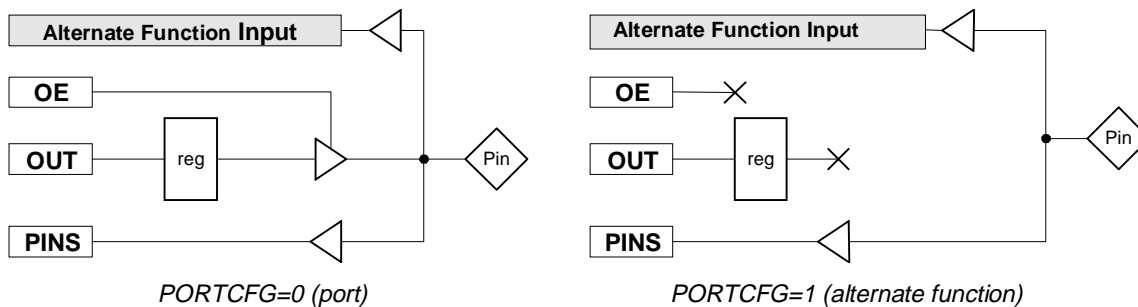 Alternate Function Input
OE
OUT
reg
Pin
PINS
PORTCFG=0 (port)
Alternate Function Input
OE
OUT
reg
Pin
PINS
PORTCFG=1 (alternate function)